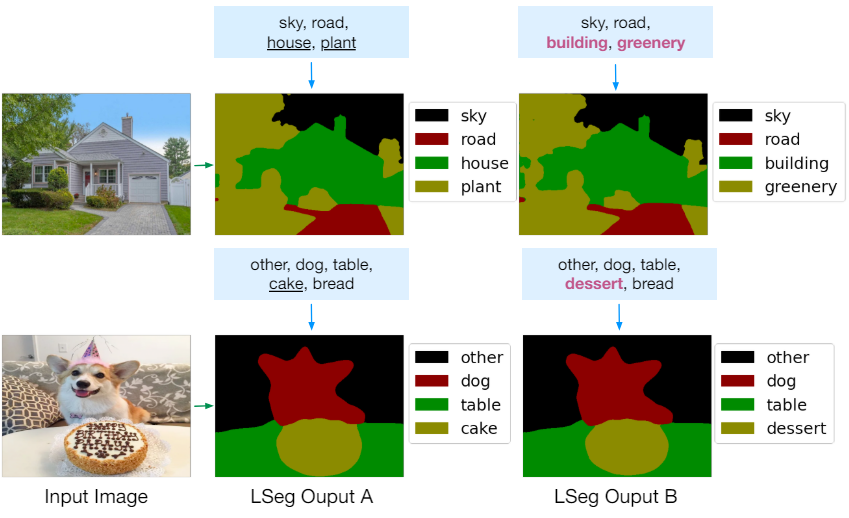 sky, road,
house, plant
sky, road,
building, greenery
sky
road
house
plant
sky
road
building
greenery
other, dog, table,
cake, bread
other, dog, table,
dessert, bread
other
dog
table
cake
other
dog
table
dessert
Input Image
LSeg Ouput A
LSeg Ouput B